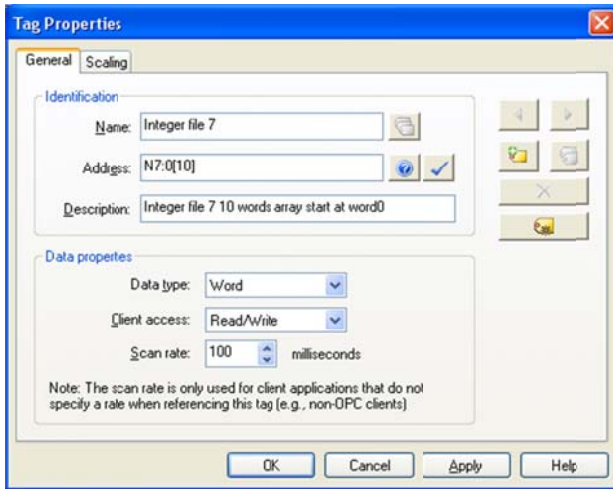 Tag Properties
General Scaling
Identification
Name: Integer file 7
Address: N7:0[10]
Description: Integer file 7 10 words array start at word0
Data propertes
Data type: Word
Client access: Read/Write
Scan rate: 100 milliseconds
Note: The scan rate is only used for client applications that do not
specify a rate when referencing this tag (e.g., non-OPC clients)
OK Cancel Apply Help